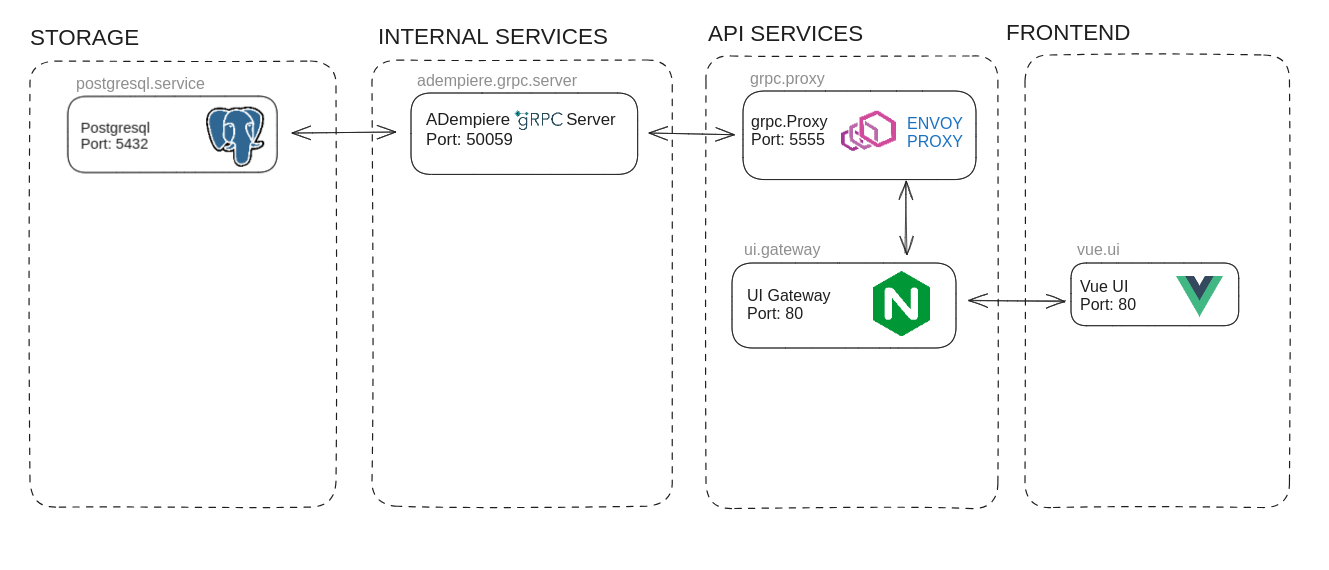 STORAGE
postgresql.service
Postgresql
Port: 5432
INTERNAL SERVICES
adempiere.grpc.server
ADempiere gRPC Server
Port: 50059
API SERVICES
grpc.proxy
grpc.Proxy
Port: 5555
ENVOY
PROXY
ui.gateway
UI Gateway
Port: 80
N
FRONTEND
vue.ui
Vue UI
Port: 80